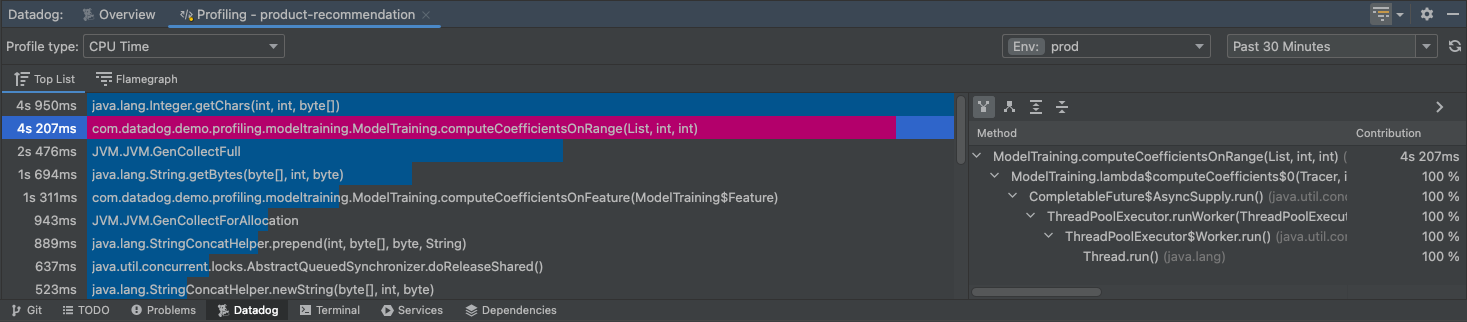 Datadog: Overview Profiling - product-recommendation
Profile type: CPU Time Env: prod Past 30 Minutes
Top List Flamegraph
4s 950ms java.lang.Integer.getChars(int, int, byte[])
4s 207ms com.datadog.demo.profiling.modeltraining.ModelTraining.computeCoefficientsOnRange(List, int, int)
2s 476ms JVM.JVM.GenCollectFull
1s 694ms java.lang.String.getBytes(byte[], int, byte)
1s 311ms com.datadog.demo.profiling.modeltraining.ModelTraining.computeCoefficientsOnFeature(ModelTraining$Feature)
943ms JVM.JVM.GenCollectForAllocation
889ms java.lang.StringConcatHelper.prepend(int, byte[], byte, String)
637ms java.util.concurrent.locks.AbstractQueuedSynchronizer.doReleaseShared()
523ms java.lang.StringConcatHelper.newString(byte[], int, byte)
Method Contribution
ModelTraining.computeCoefficientsOnRange(List, int, int) ( 4s 207ms
ModelTraining.lambda$computeCoefficients$0(Tracer, i 100 %
CompletableFuture$AsyncSupply.run() (java.util.conc 100 %
ThreadPoolExecutor.runWorker(ThreadPoolExecut 100 %
ThreadPoolExecutor$Worker.run() (java.util.cor 100 %
Thread.run() (java.lang) 100 %
Git TODO Problems Datadog Terminal Services Dependencies